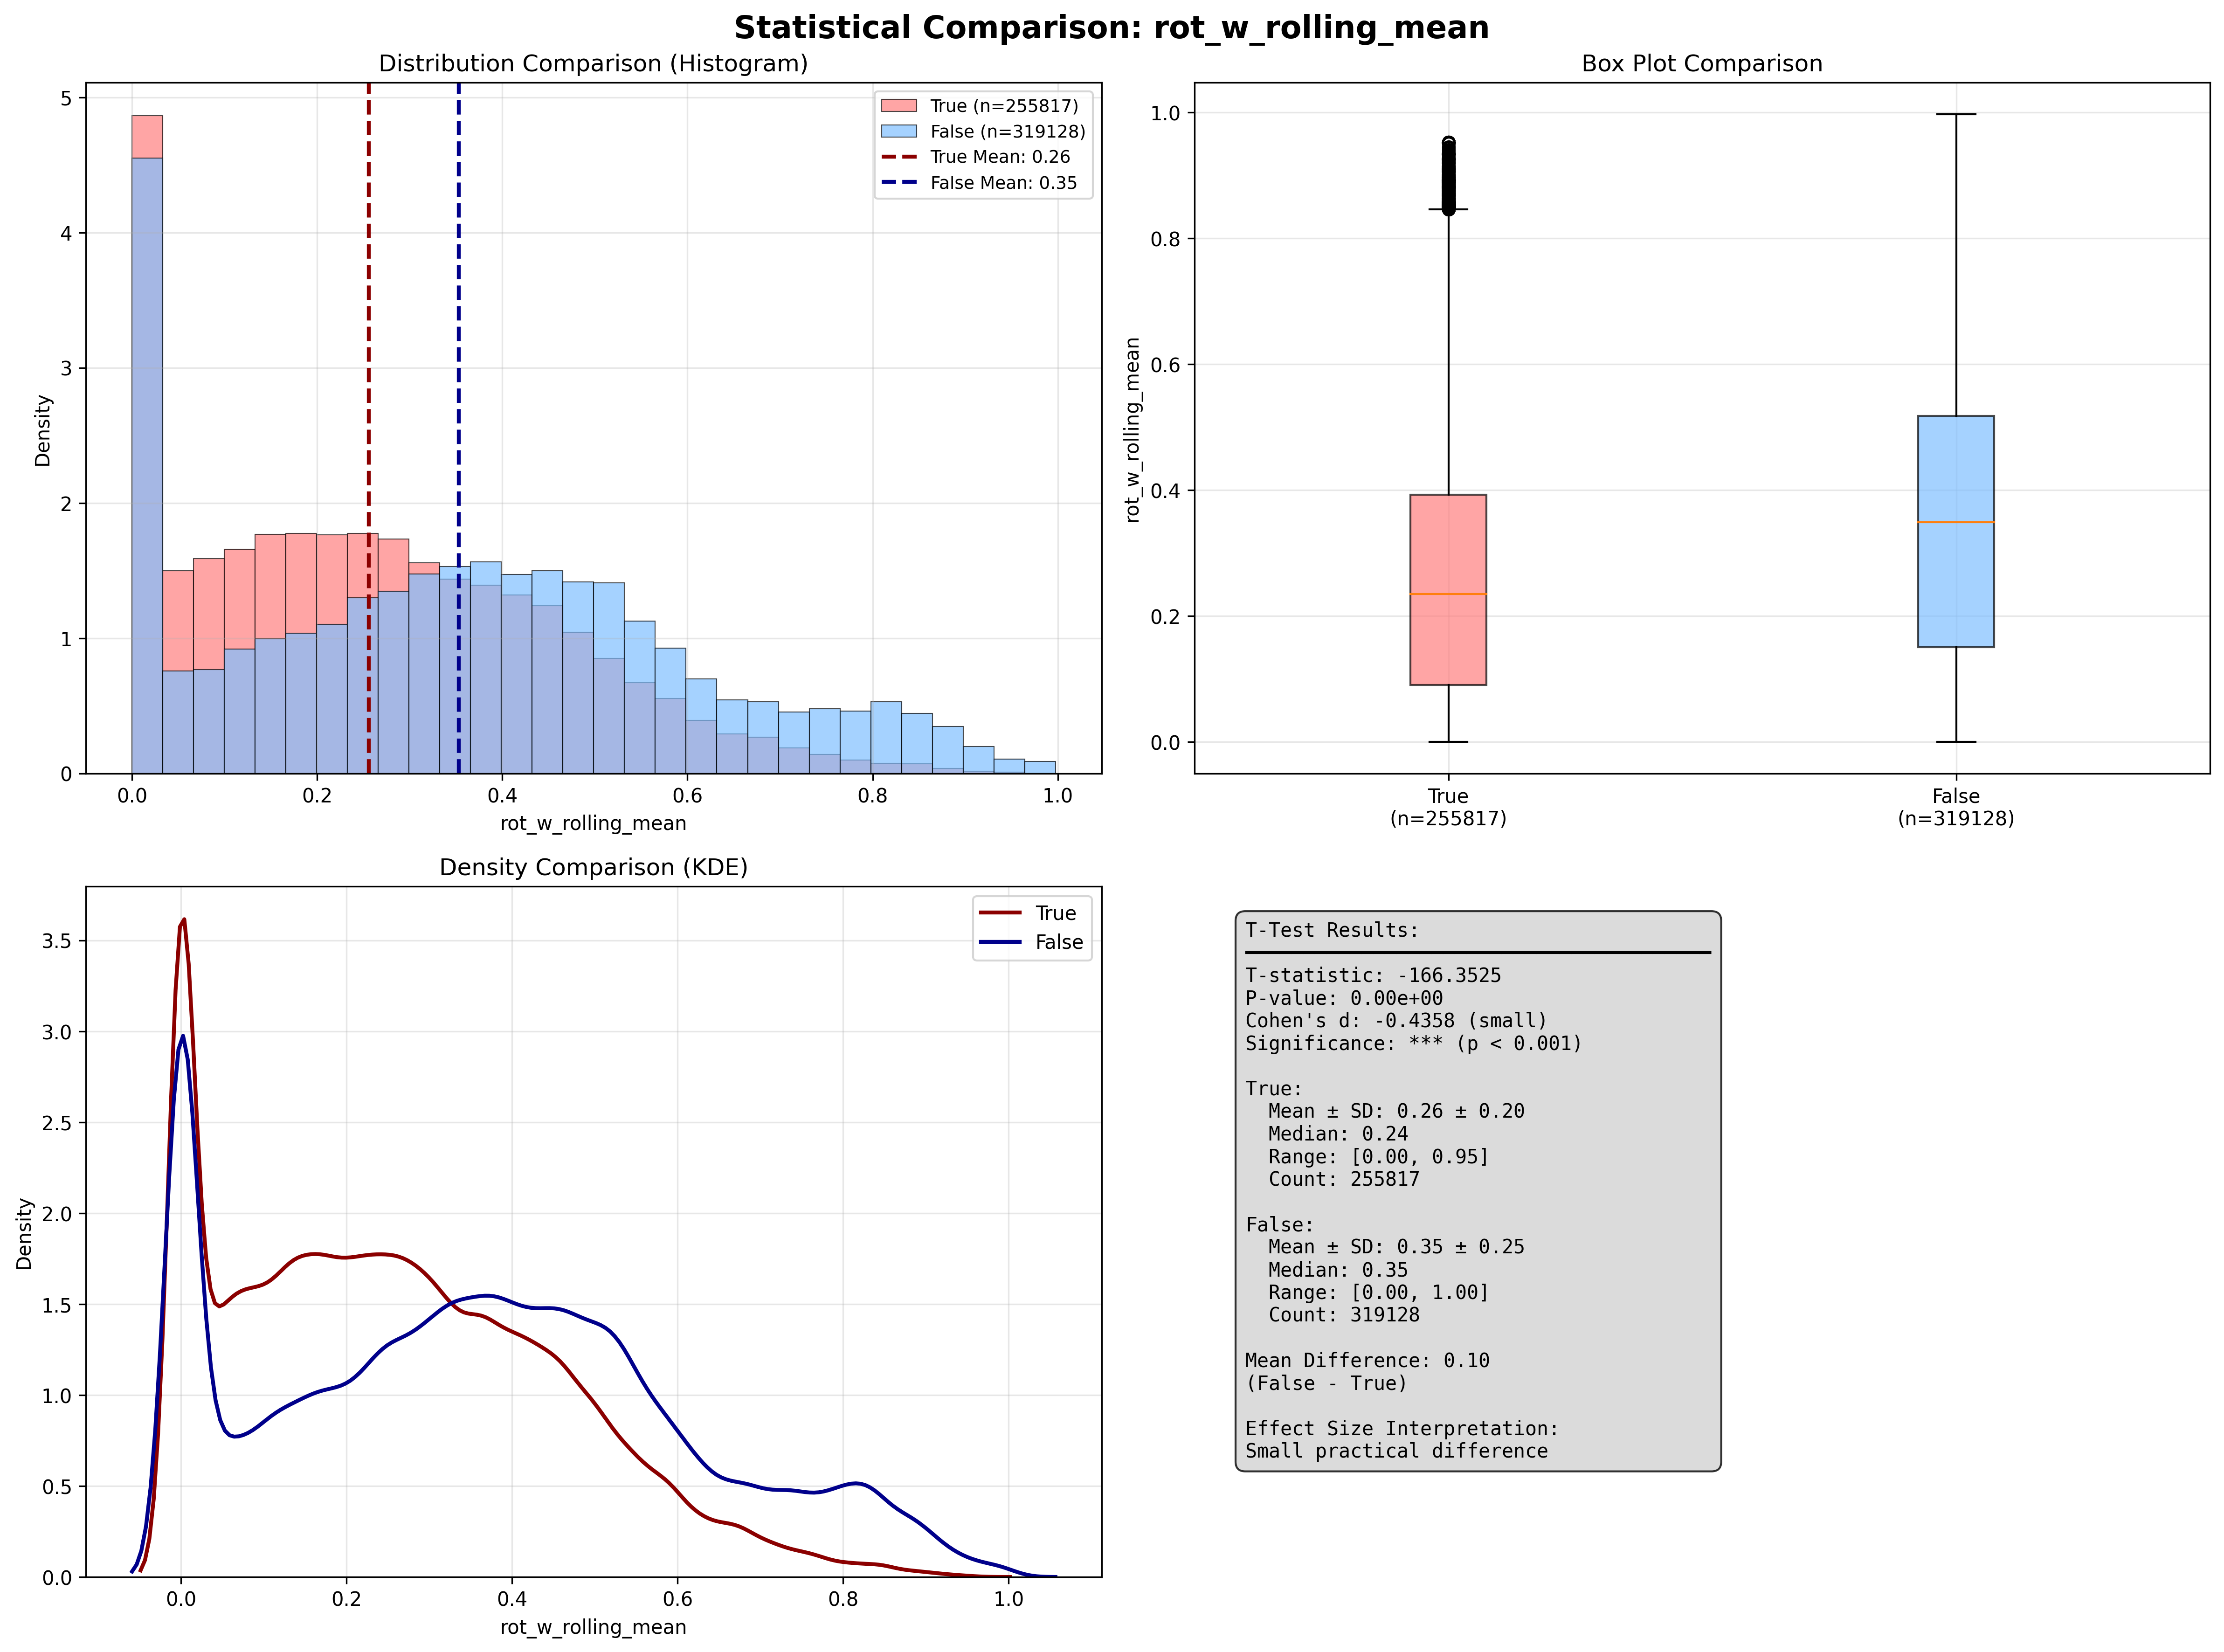 Statistical Comparison: rot_w_rolling_mean
Distribution Comparison (Histogram)
5
4
3
2
1
0
Density
True (n=255817)
False (n=319128)
True Mean: 0.26
False Mean: 0.35
0.0 0.2 0.4 0.6 0.8 1.0
rot_w_rolling_mean
Box Plot Comparison
1.0
0.8
0.6
0.4
0.2
0.0
rot_w_rolling_mean
True
(n=255817)
False
(n=319128)
Density Comparison (KDE)
3.5
3.0
2.5
2.0
1.5
1.0
0.5
0.0
Density
True
False
0.0 0.2 0.4 0.6 0.8 1.0
rot_w_rolling_mean
T-Test Results:
T-statistic: -166.3525
P-value: 0.00e+00
Cohen's d: -0.4358 (small)
Significance: *** (p < 0.001)
True:
Mean ± SD: 0.26 ± 0.20
Median: 0.24
Range: [0.00, 0.95]
Count: 255817
False:
Mean ± SD: 0.35 ± 0.25
Median: 0.35
Range: [0.00, 1.00]
Count: 319128
Mean Difference: 0.10
(False - True)
Effect Size Interpretation:
Small practical difference